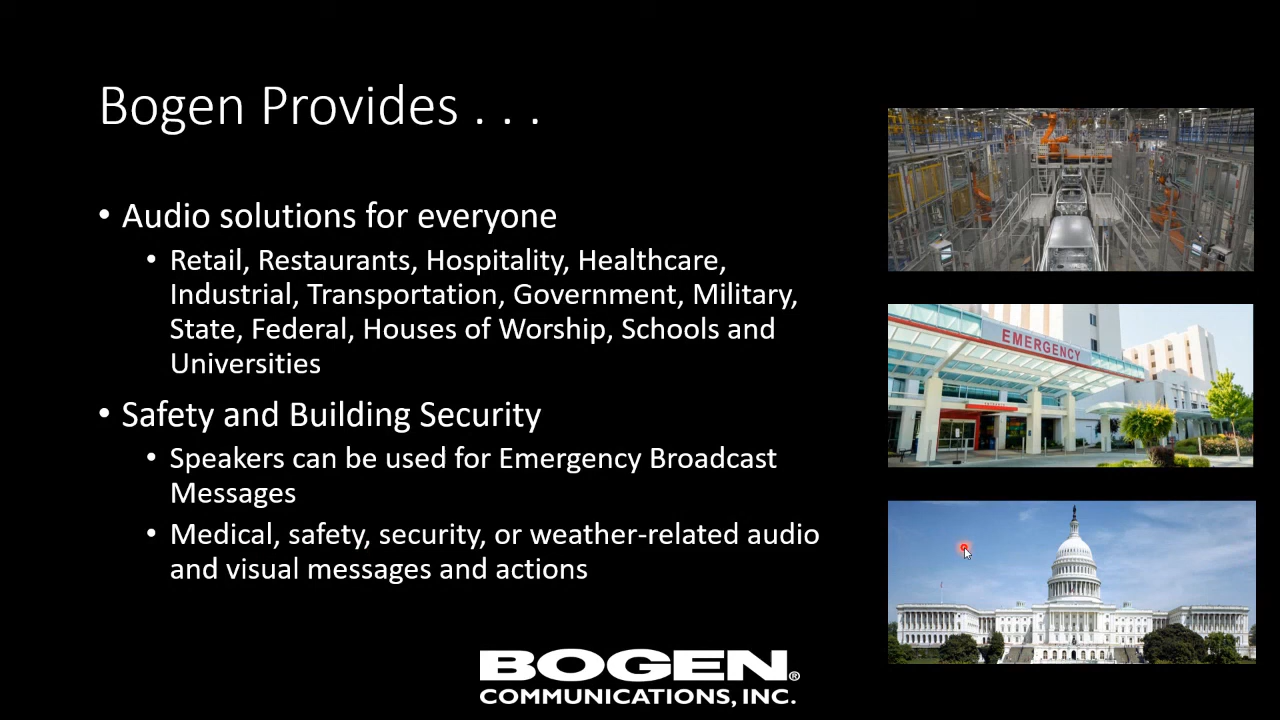 Bogen Provides . . .
• Audio solutions for everyone
• Retail, Restaurants, Hospitality, Healthcare,
Industrial, Transportation, Government, Military,
State, Federal, Houses of Worship, Schools and
Universities
• Safety and Building Security
• Speakers can be used for Emergency Broadcast
Messages
• Medical, safety, security, or weather-related audio
and visual messages and actions
EMERGENCY
BOGEN®
COMMUNICATIONS, INC.